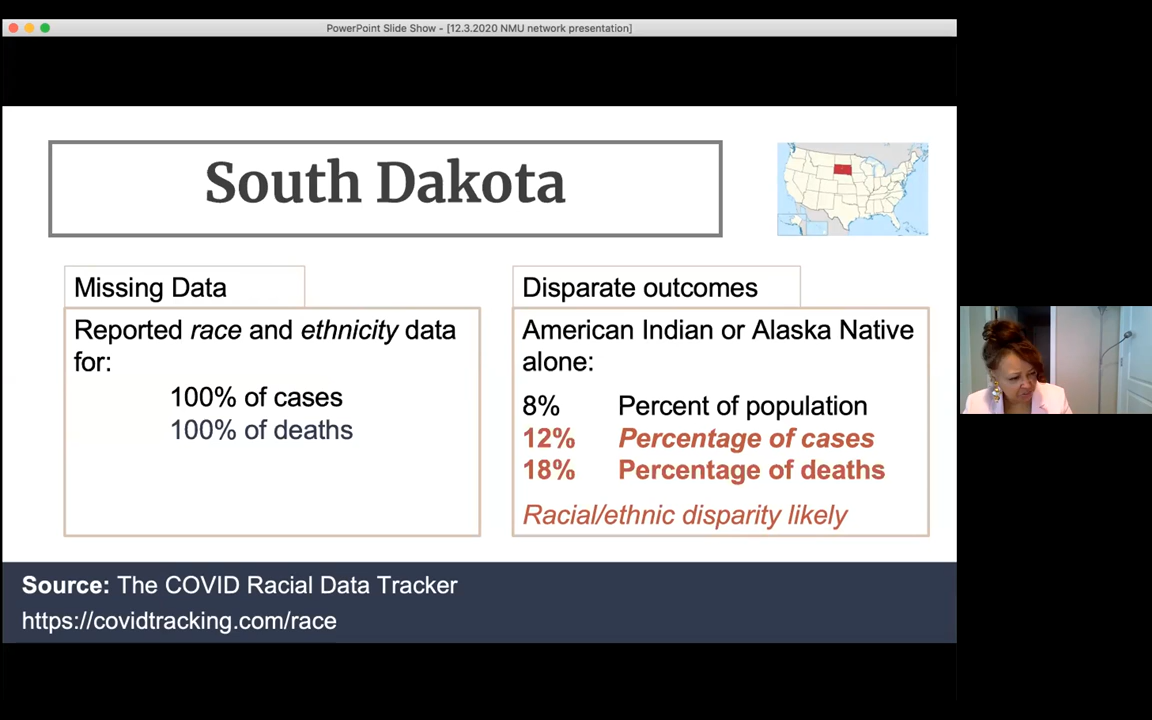 PowerPoint Slide Show - [12.3.2020 NMU network presentation]
South Dakota
Missing Data
Reported race and ethnicity data
for:
100% of cases
100% of deaths
Disparate outcomes
American Indian or Alaska Native
alone:
8% Percent of population
12% Percentage of cases
18% Percentage of deaths
Racial/ethnic disparity likely
Source: The COVID Racial Data Tracker
https://covidtracking.com/race